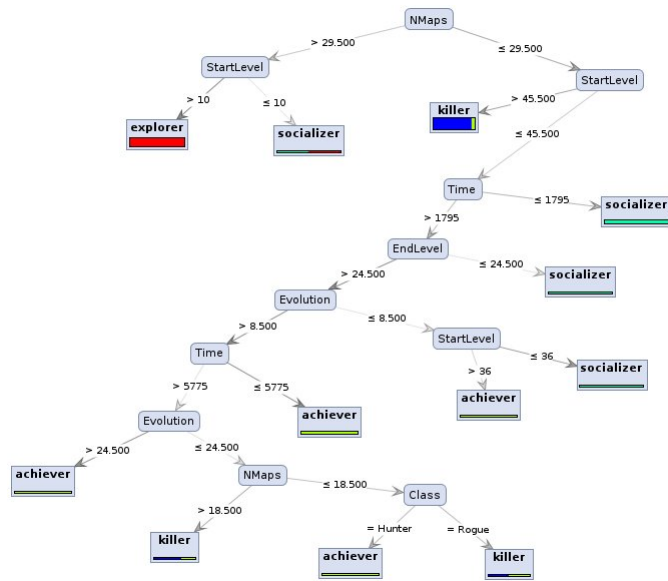 NMaps
> 29.500
≤ 29.500
StartLevel
StartLevel
> 10
≤ 10
> 45.500
explorer
socializer
killer
≤ 45.500
Time
≤ 1795
socializer
> 1795
EndLevel
> 24.500
≤ 24.500
socializer
Evolution
> 8.500
≤ 8.500
StartLevel
Time
> 36
≤ 36
socializer
> 5775
≤ 5775
achiever
achiever
Evolution
> 24.500
≤ 24.500
achiever
NMaps
≤ 18.500
Class
> 18.500
killer
= Hunter
= Rogue
achiever
killer